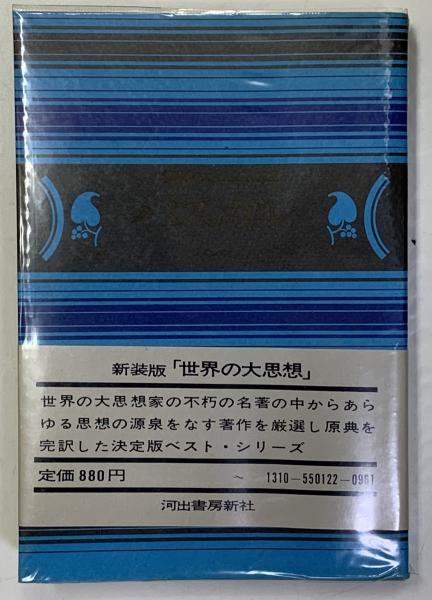 新装版「世界の大思想」
世界の大思想家の不朽の名著の中からあら
ゆる思想の源泉をなす著作を厳選し原典を
完訳した決定版ベスト・シリーズ
定価880円 〜 1310-550122-0961
河出書房新社